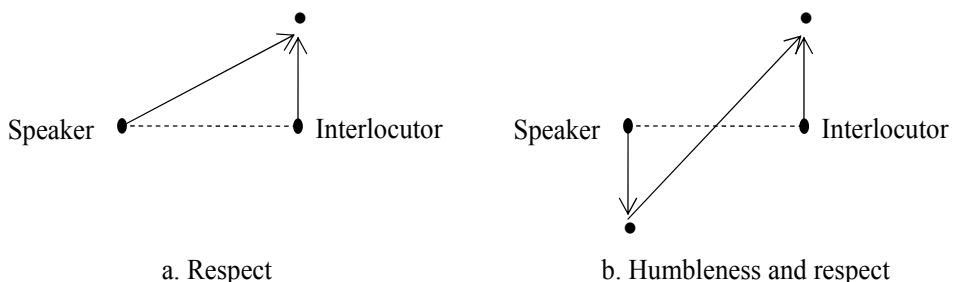 Speaker Interlocutor Speaker Interlocutor
a. Respect b. Humbleness and respect